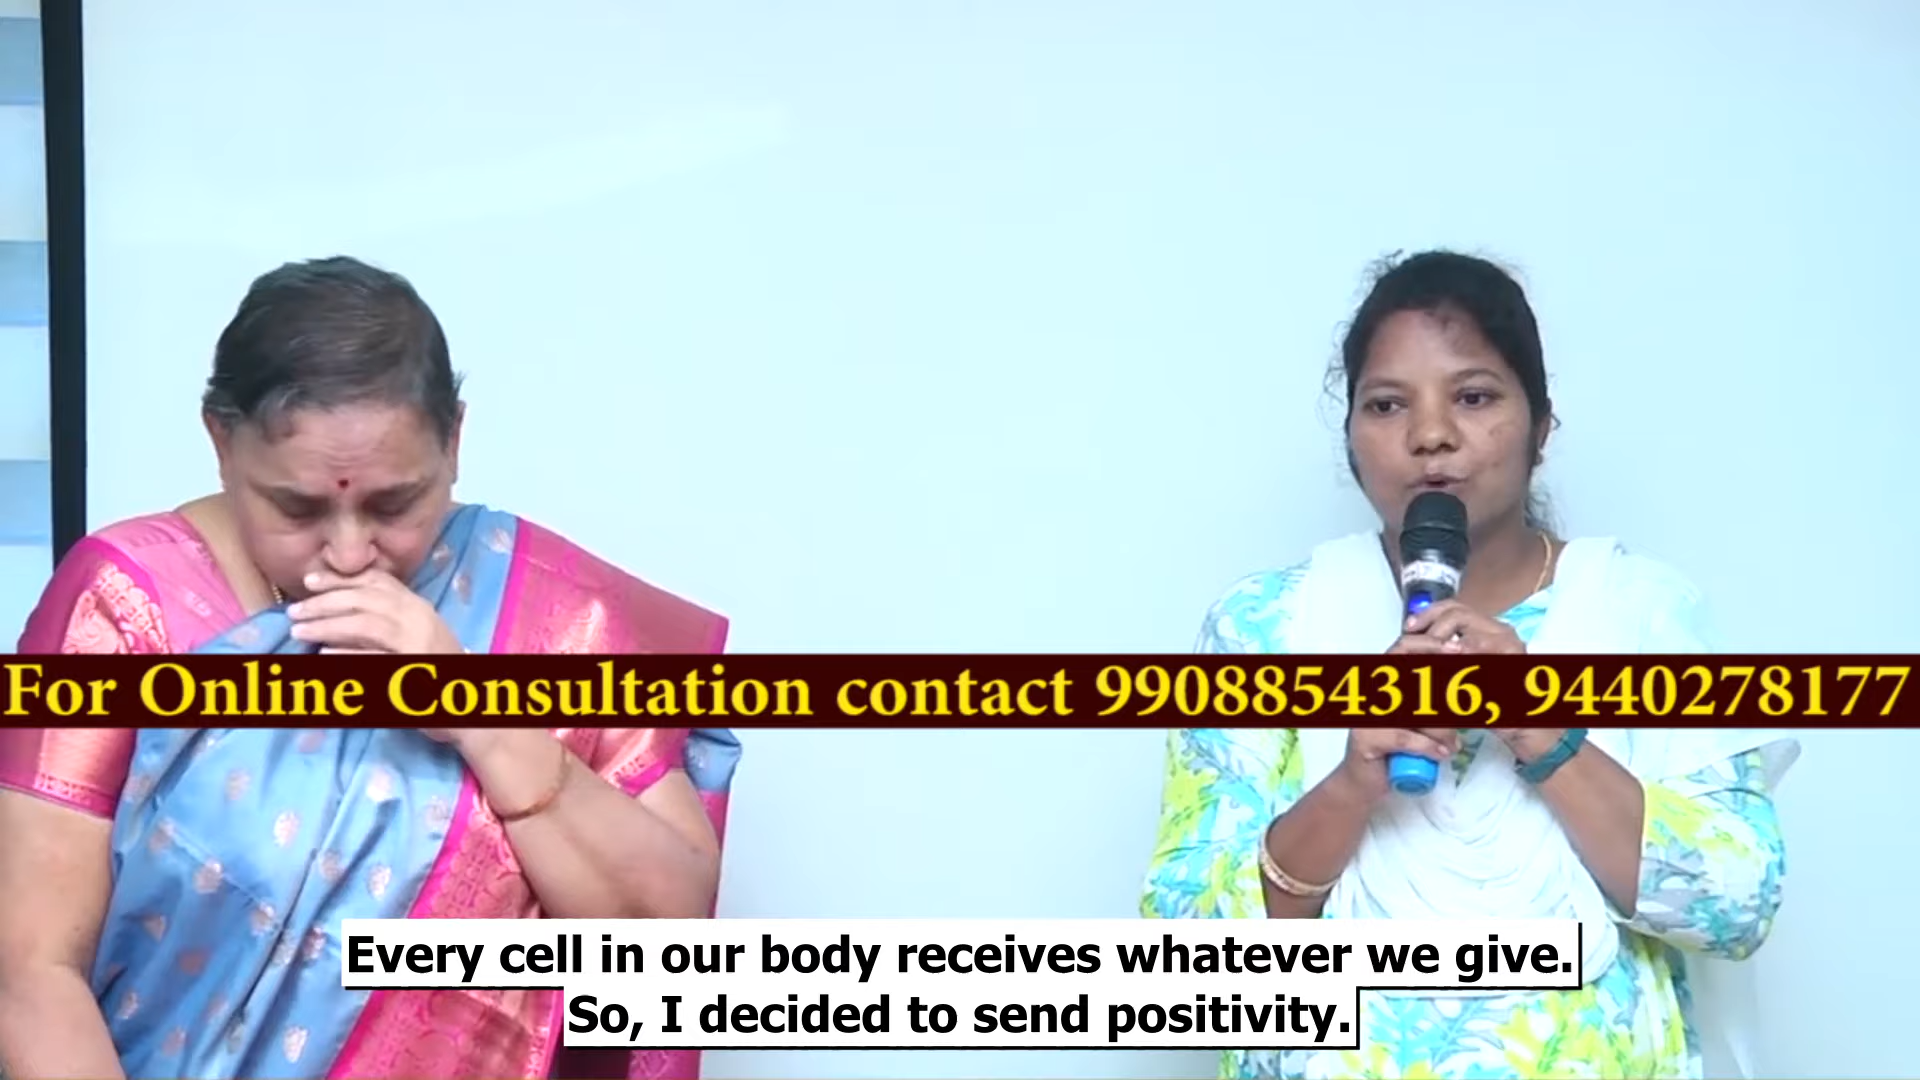 For Online Consultation contact 9908854316, 9440278177
Every cell in our body receives whatever we give.
So, I decided to send positivity.